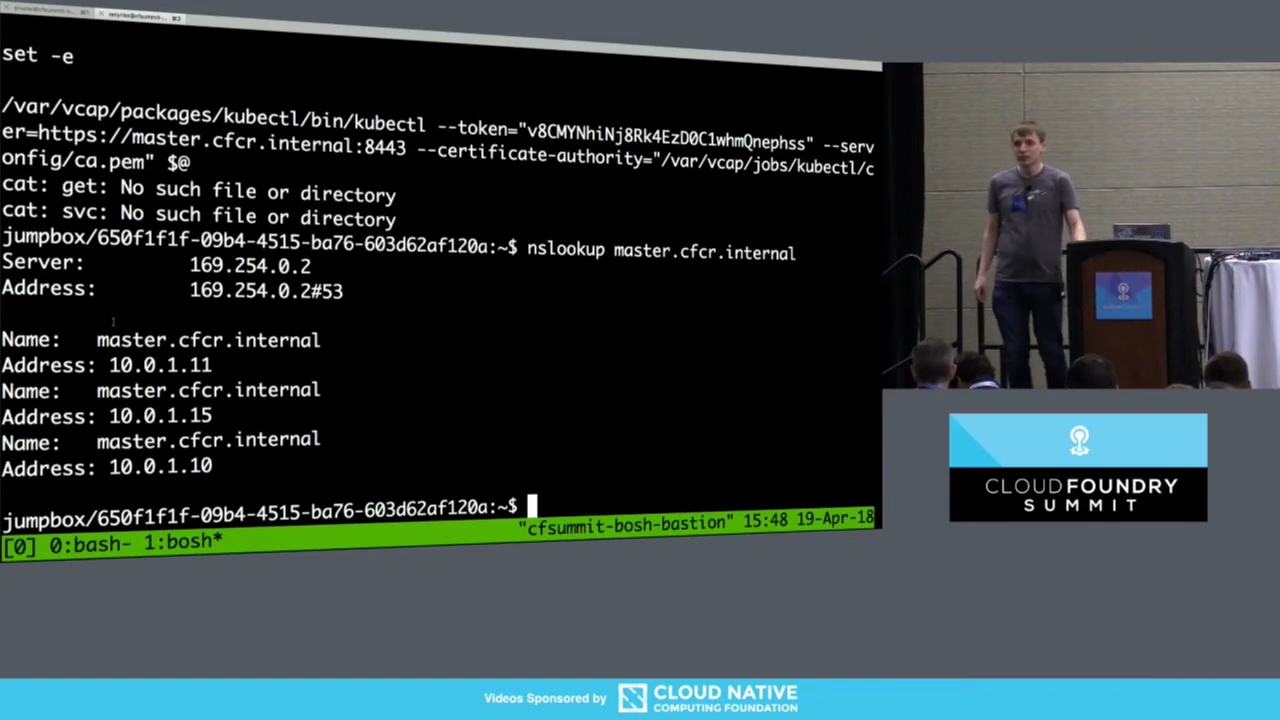 set -e
/var/vcap/packages/kubectl/bin/kubectl --token="v8CMYNhiNj8Rk4EzD0C1whmQnephss" --serv
er=https://master.cfcr.internal:8443 --certificate-authority="/var/vcap/jobs/kubectl/c
onfig/ca.pem" $@
cat: get: No such file or directory
cat: svc: No such file or directory
jumpbox/650f1f1f-09b4-4515-ba76-603d62af120a:~$ nslookup master.cfcr.internal
Server: 169.254.0.2
Address: 169.254.0.2#53
Name: master.cfcr.internal
Address: 10.0.1.11
Name: master.cfcr.internal
Address: 10.0.1.15
Name: master.cfcr.internal
Address: 10.0.1.10
jumpbox/650f1f1f-09b4-4515-ba76-603d62af120a:~$
[0] 0:bash- 1:bosh* "cfsummit-bosh-bastion" 15:48 19-Apr-18
CLOUDFOUNDRY
SUMMIT
Videos Sponsored by
CLOUD NATIVE
COMPUTING FOUNDATION